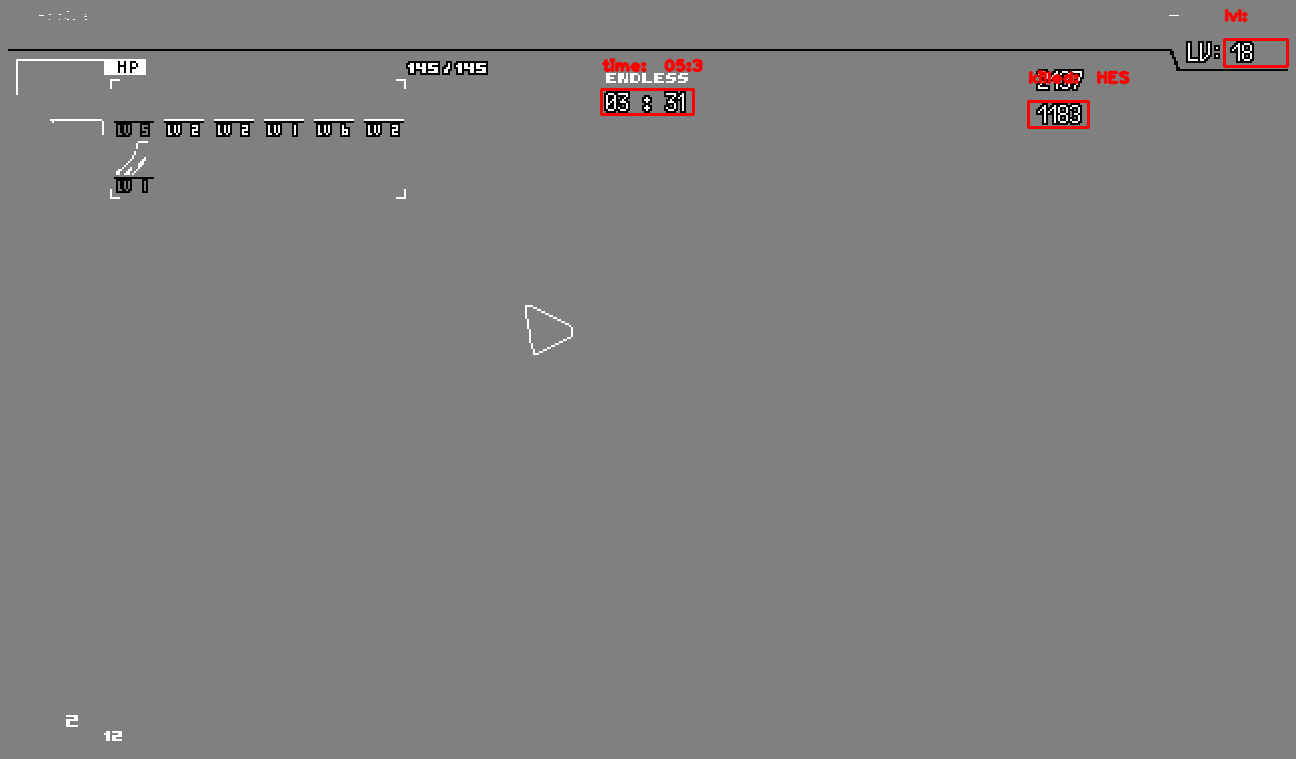 lvl:
LV: 18
HP 145/145
time: 05:3
ENDLESS
killed: HES
03 : 31
1183
LV 5 LV 2 LV 2 LV 1 LV 6 LV 2
LV 1
2
12